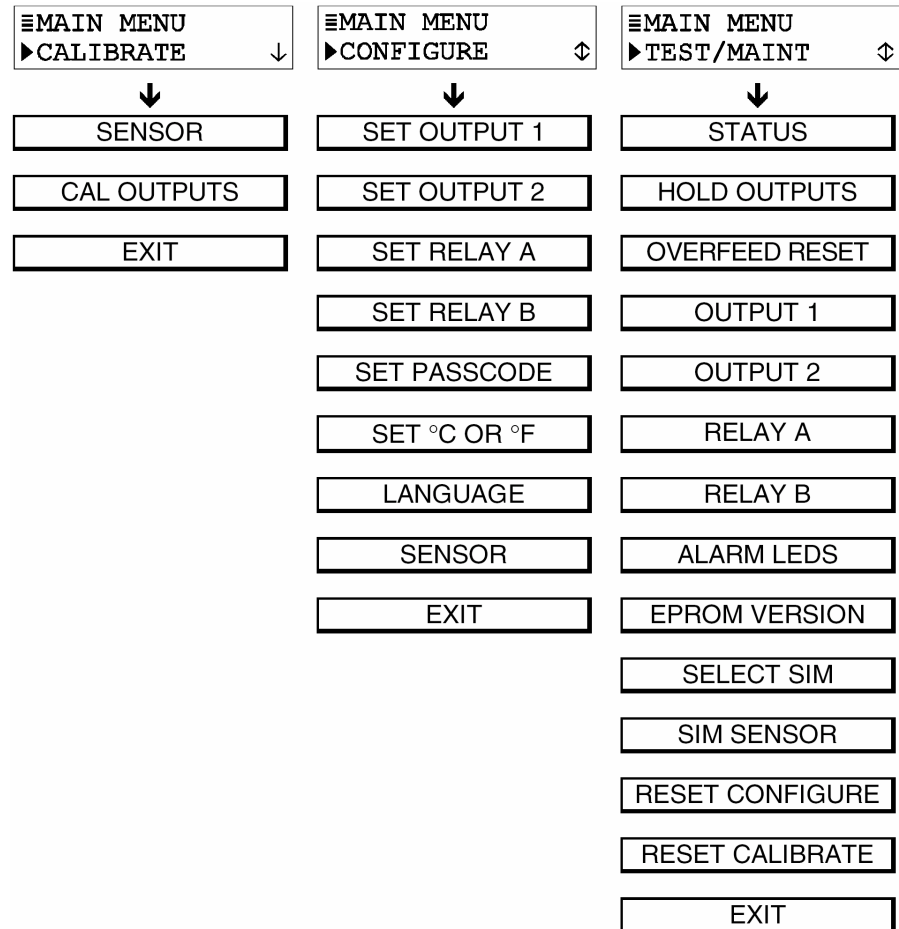 ≣MAIN MENU
▶CALIBRATE ↓
SENSOR
CAL OUTPUTS
EXIT
≣MAIN MENU
▶CONFIGURE ⇕
SET OUTPUT 1
SET OUTPUT 2
SET RELAY A
SET RELAY B
SET PASSCODE
SET °C OR °F
LANGUAGE
SENSOR
EXIT
≣MAIN MENU
▶TEST/MAINT ⇕
STATUS
HOLD OUTPUTS
OVERFEED RESET
OUTPUT 1
OUTPUT 2
RELAY A
RELAY B
ALARM LEDS
EPROM VERSION
SELECT SIM
SIM SENSOR
RESET CONFIGURE
RESET CALIBRATE
EXIT